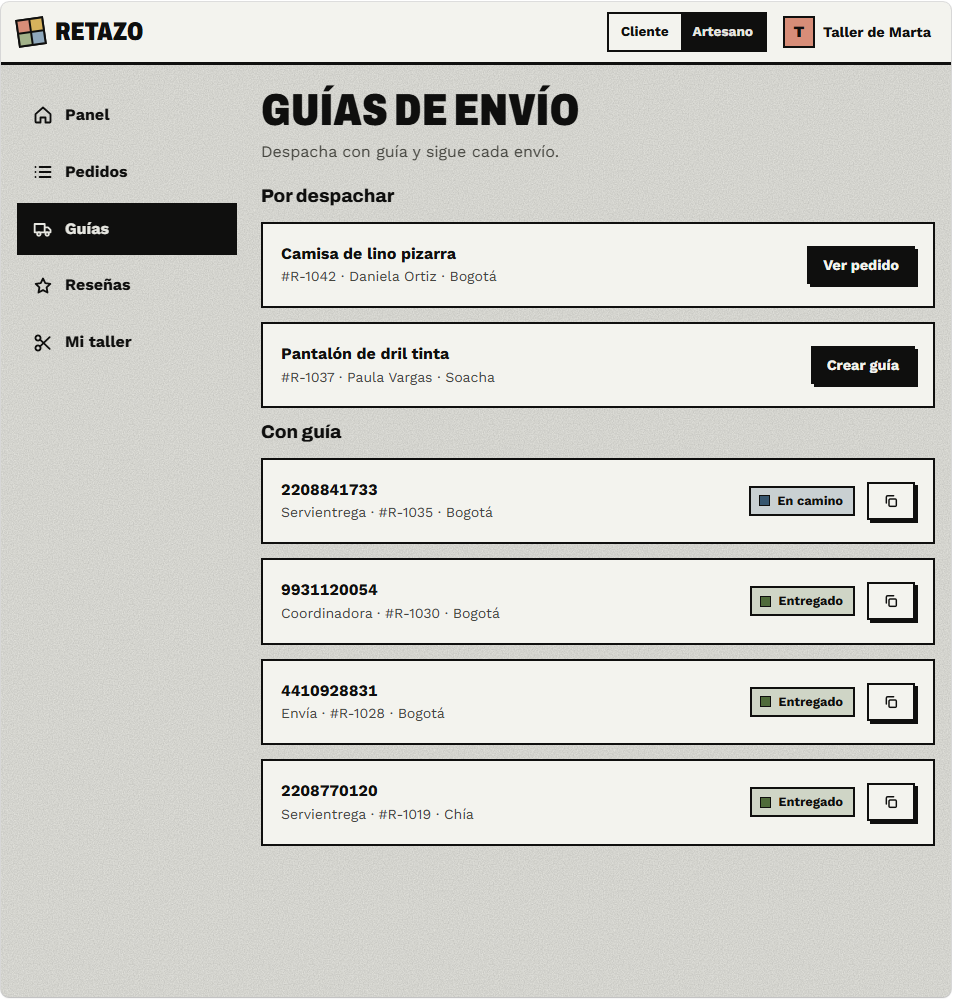 RETAZO
Cliente
Artesano
T
Taller de Marta
Panel
Pedidos
Guías
Reseñas
Mi taller
GUÍAS DE ENVÍO
Despacha con guía y sigue cada envío.
Por despachar
Camisa de lino pizarra
#R-1042 · Daniela Ortiz · Bogotá
Ver pedido
Pantalón de dril tinta
#R-1037 · Paula Vargas · Soacha
Crear guía
Con guía
2208841733
Servientrega · #R-1035 · Bogotá
En camino
9931120054
Coordinadora · #R-1030 · Bogotá
Entregado
4410928831
Envía · #R-1028 · Bogotá
Entregado
2208770120
Servientrega · #R-1019 · Chía
Entregado